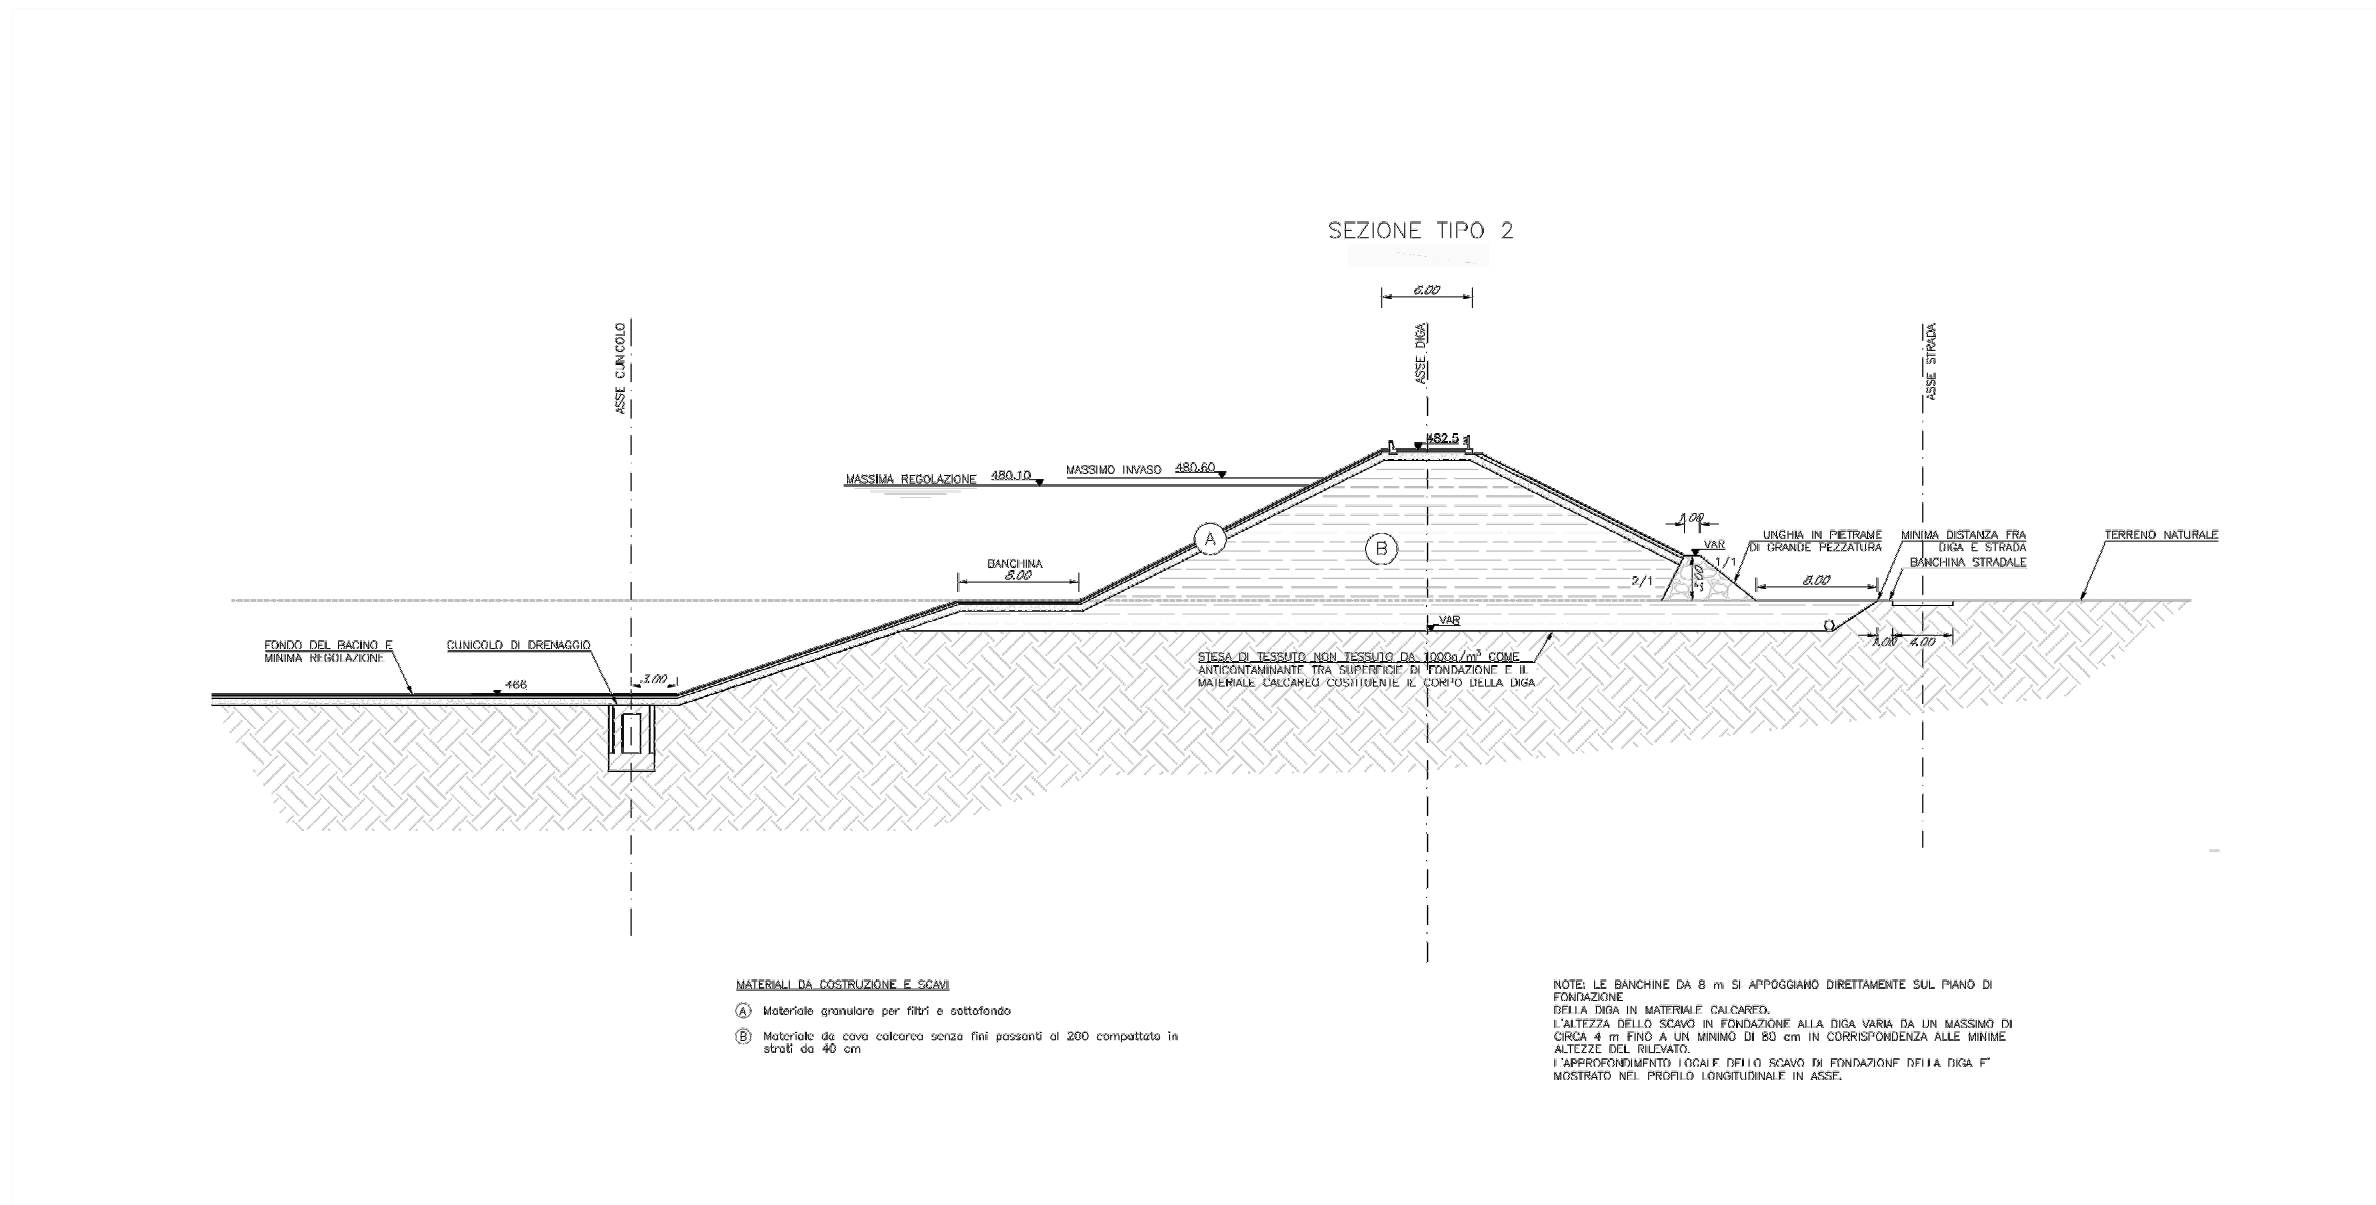 SEZIONE TIPO 2
6.00
ASSE CUNICOLO
ASSE DIGA
ASSE STRADA
482.5
MASSIMA REGOLAZIONE 480.10
MASSIMO INVASO 480.60
A
B
1.00
VAR
UNGHIA IN PIETRAME
DI GRANDE PEZZATURA
1/1
2/1
3.00
MINIMA DISTANZA FRA
DIGA E STRADA
BANCHINA STRADALE
TERRENO NATURALE
BANCHINA
8.00
8.00
VAR
1.00
4.00
FONDO DEL BACINO E
MINIMA REGOLAZIONE
CUNICOLO DI DRENAGGIO
466
3.00
STESA DI TESSUTO NON TESSUTO DA 1000g/m³ COME
ANTICONTAMINANTE TRA SUPERFICIE DI FONDAZIONE E IL
MATERIALE CALCAREO COSTITUENTE IL CORPO DELLA DIGA
MATERIALI DA COSTRUZIONE E SCAVI
A Materiale granulare per filtri e sottofondo
B Materiale da cava calcarea senza fini passanti al 200 compattato in
strati da 40 cm
NOTE: LE BANCHINE DA 8 m SI APPOGGIANO DIRETTAMENTE SUL PIANO DI
FONDAZIONE
DELLA DIGA IN MATERIALE CALCAREO.
L'ALTEZZA DELLO SCAVO IN FONDAZIONE ALLA DIGA VARIA DA UN MASSIMO DI
CIRCA 4 m FINO A UN MINIMO DI 80 cm IN CORRISPONDENZA ALLE MINIME
ALTEZZE DEL RILEVATO.
L'APPROFONDIMENTO LOCALE DELLO SCAVO DI FONDAZIONE DELLA DIGA E'
MOSTRATO NEL PROFILO LONGITUDINALE IN ASSE.